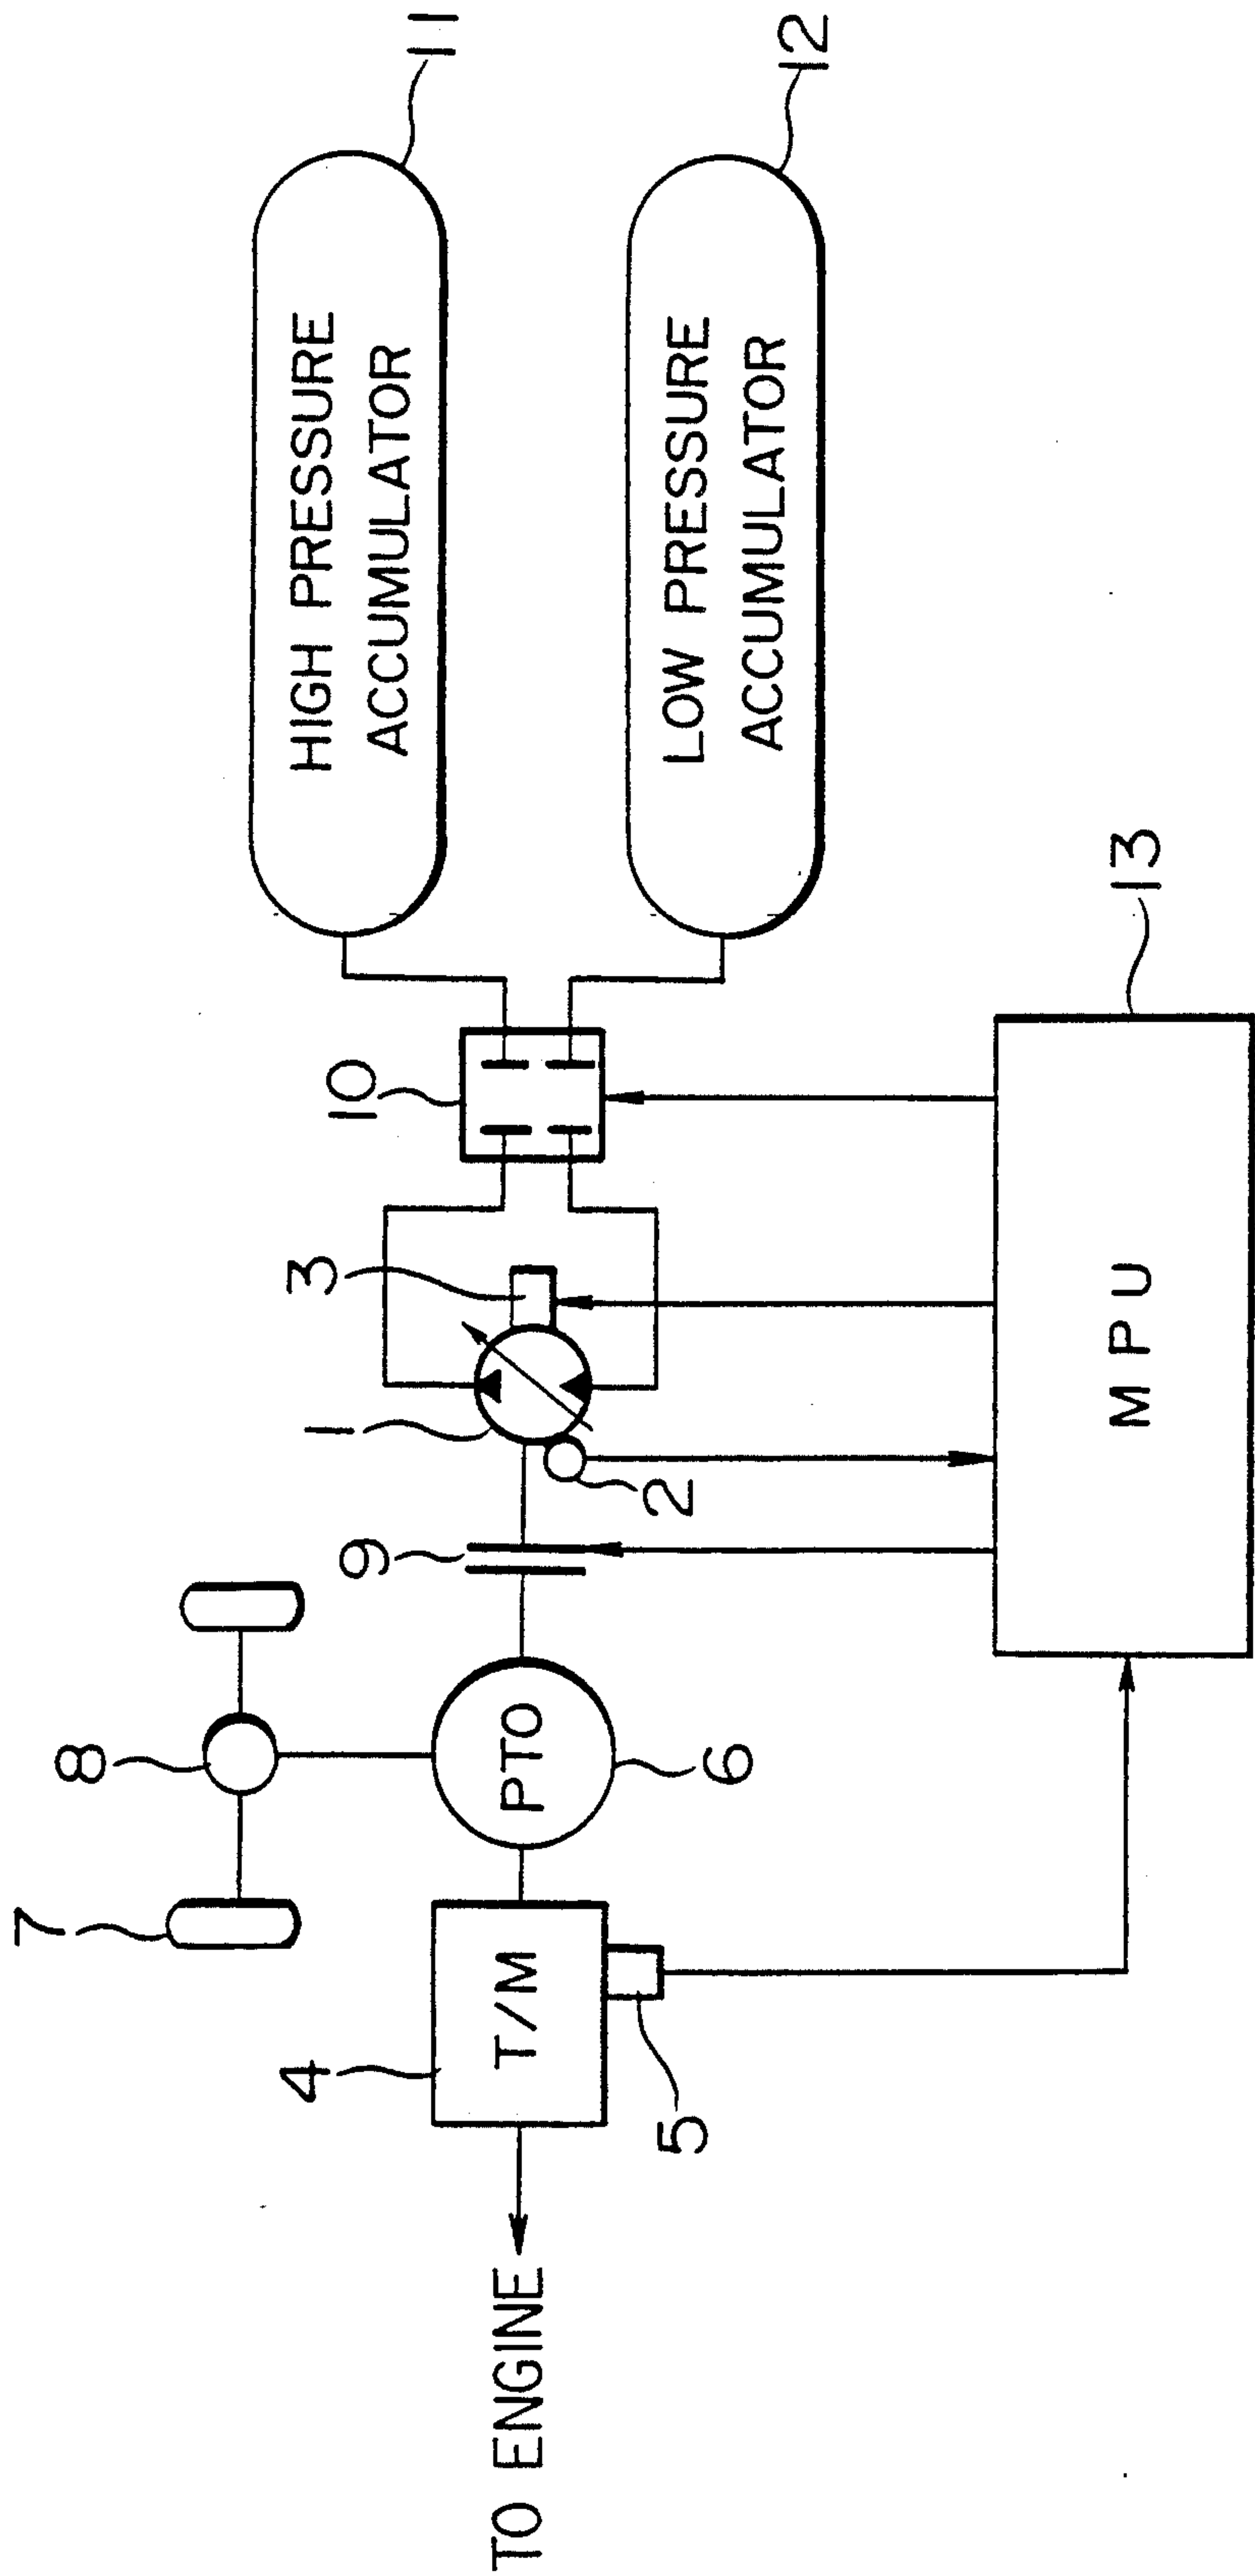 HIGH PRESSURE
ACCUMULATOR
11
LOW PRESSURE
ACCUMULATOR
12
10
3
1
2
9
8
7
PTO
6
T/M
4
5
TO ENGINE
MPU
13